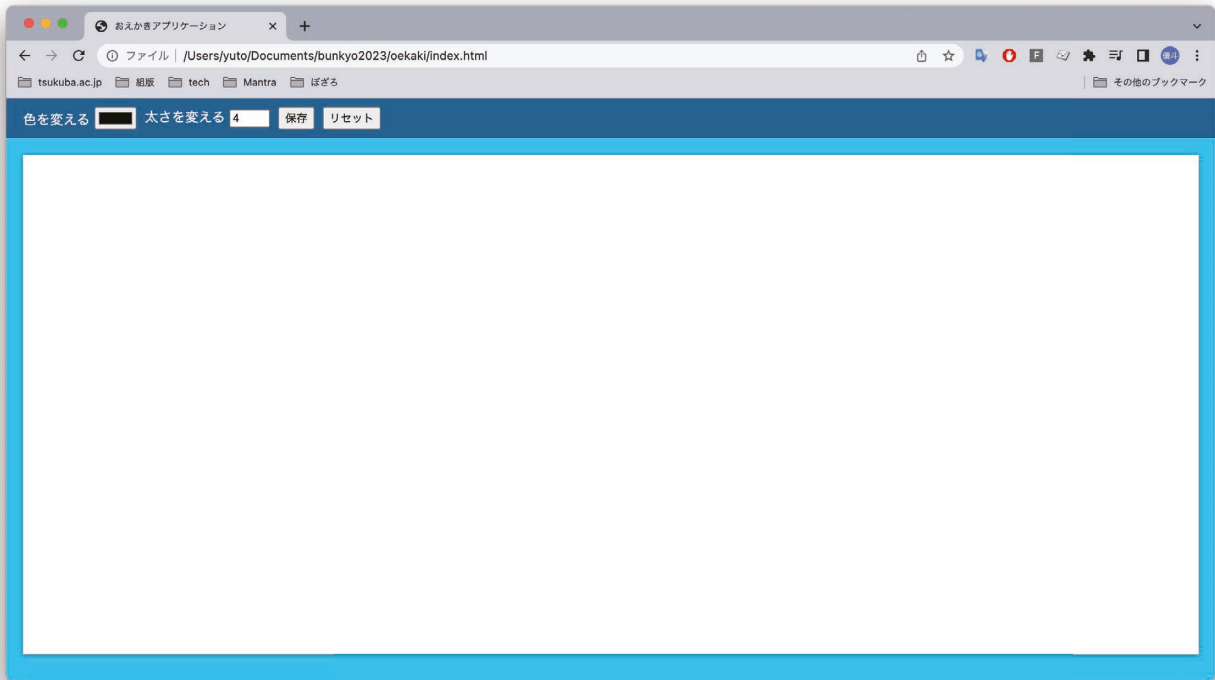 おえかきアプリケーション
ファイル | /Users/yuto/Documents/bunkyo2023/oekaki/index.html
tsukuba.ac.jp 組版 tech Mantra ぼざろ その他のブックマーク
色を変える 太さを変える 4 保存 リセット